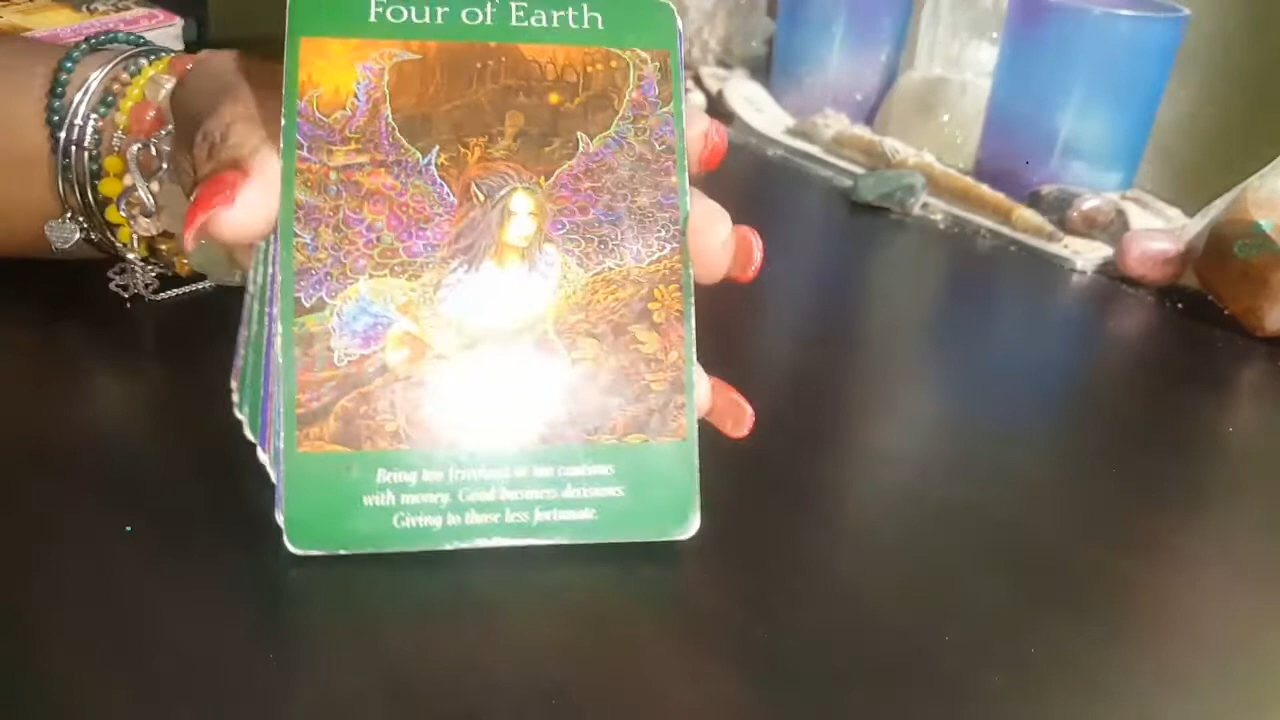 Four of Earth
Being too frivolous or too cautious
with money. Good business decisions.
Giving to those less fortunate.